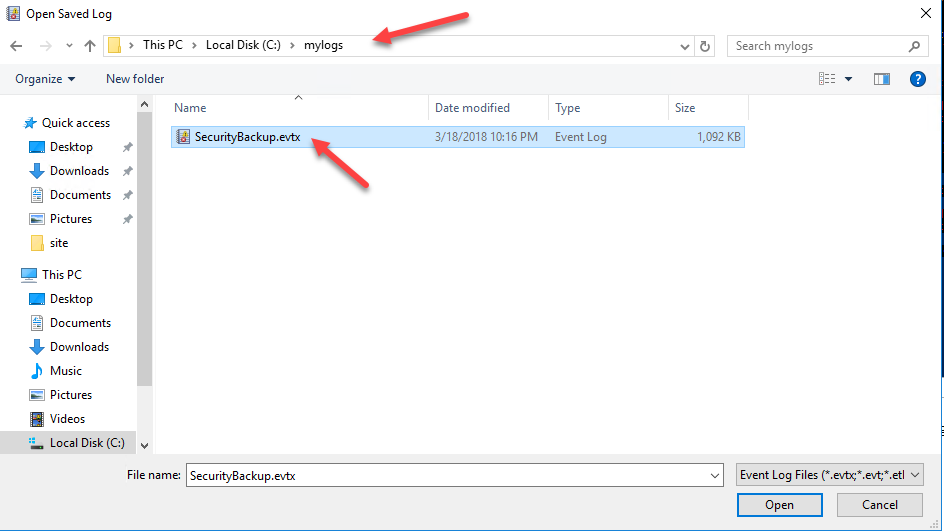 Open Saved Log
This PC > Local Disk (C:) > mylogs
Search mylogs
Organize
New folder
?
Name
Date modified
Type
Size
SecurityBackup.evtx
3/18/2018 10:16 PM
Event Log
1,092 KB
Quick access
Desktop
Downloads
Documents
Pictures
site
This PC
Desktop
Documents
Downloads
Music
Pictures
Videos
Local Disk (C:)
File name:
SecurityBackup.evtx
Event Log Files (*.evtx;*.evt;*.etl
Open
Cancel